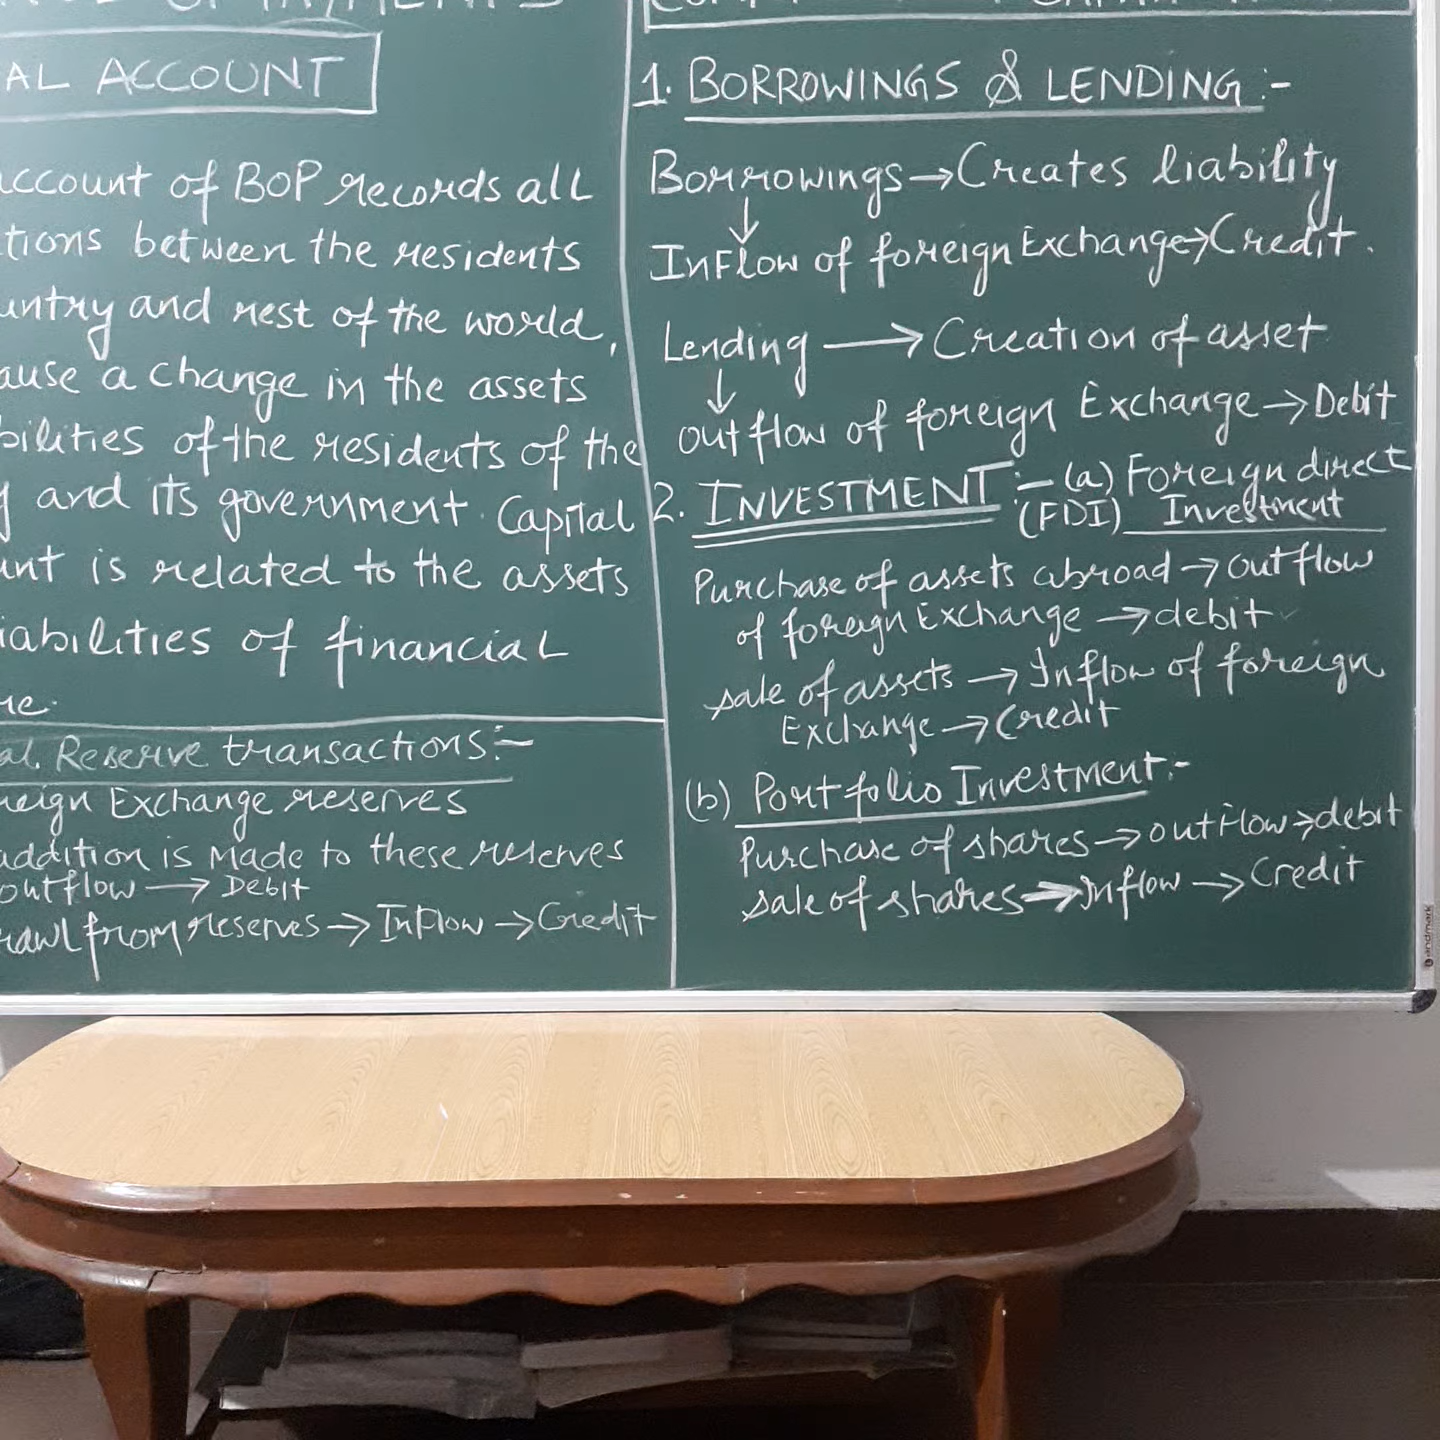 AL ACCOUNT
account of BOP records all
tions between the residents
untry and rest of the world,
ause a change in the assets
bilities of the residents of the
y and its government. Capital
unt is related to the assets
iabilities of financial
re.
al. Reserve transactions:-
reign Exchange reserves
addition is made to these reserves
outflow → Debit
rawl from reserves → Inflow → Credit
1. BORROWINGS & LENDING :-
Borrowings → Creates liability
↓
Inflow of foreign Exchange → Credit.
Lending → Creation of asset
↓
outflow of foreign Exchange → Debit
2. INVESTMENT :- (a) Foreign direct
(FDI) Investment
Purchase of assets abroad → outflow
of foreign Exchange → debit
sale of assets → Inflow of foreign
Exchange → Credit
(b) Portfolio Investment :-
Purchase of shares → outflow → debit
sale of shares → Inflow → Credit
andmark